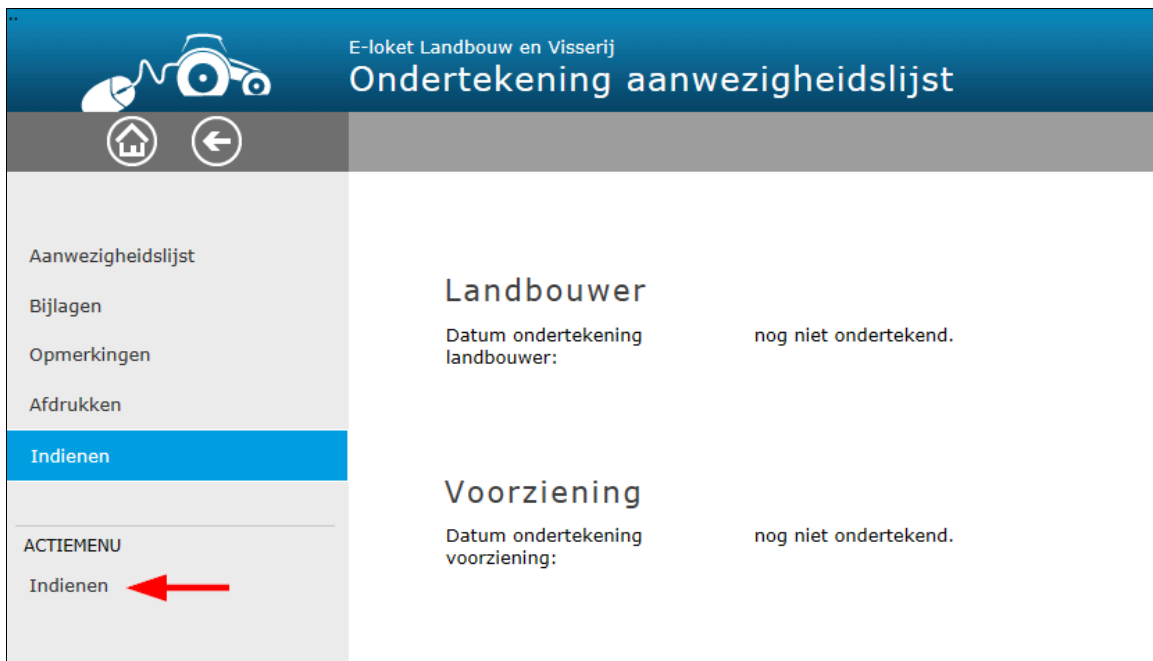 ..
E-loket Landbouw en Visserij
Ondertekening aanwezigheidslijst
Aanwezigheidslijst
Bijlagen
Opmerkingen
Afdrukken
Indienen
ACTIEMENU
Indienen
Landbouwer
Datum ondertekening nog niet ondertekend.
landbouwer:
Voorziening
Datum ondertekening nog niet ondertekend.
voorziening: